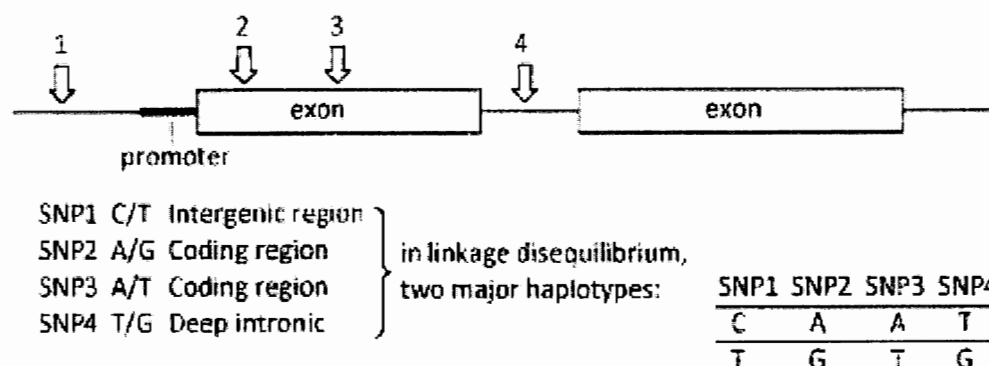 1 2 3 4
exon exon
promoter
SNP1 C/T Intergenic region
SNP2 A/G Coding region
SNP3 A/T Coding region
SNP4 T/G Deep intronic
in linkage disequilibrium,
two major haplotypes:
SNP1 SNP2 SNP3 SNP4
C A A T
T G T G